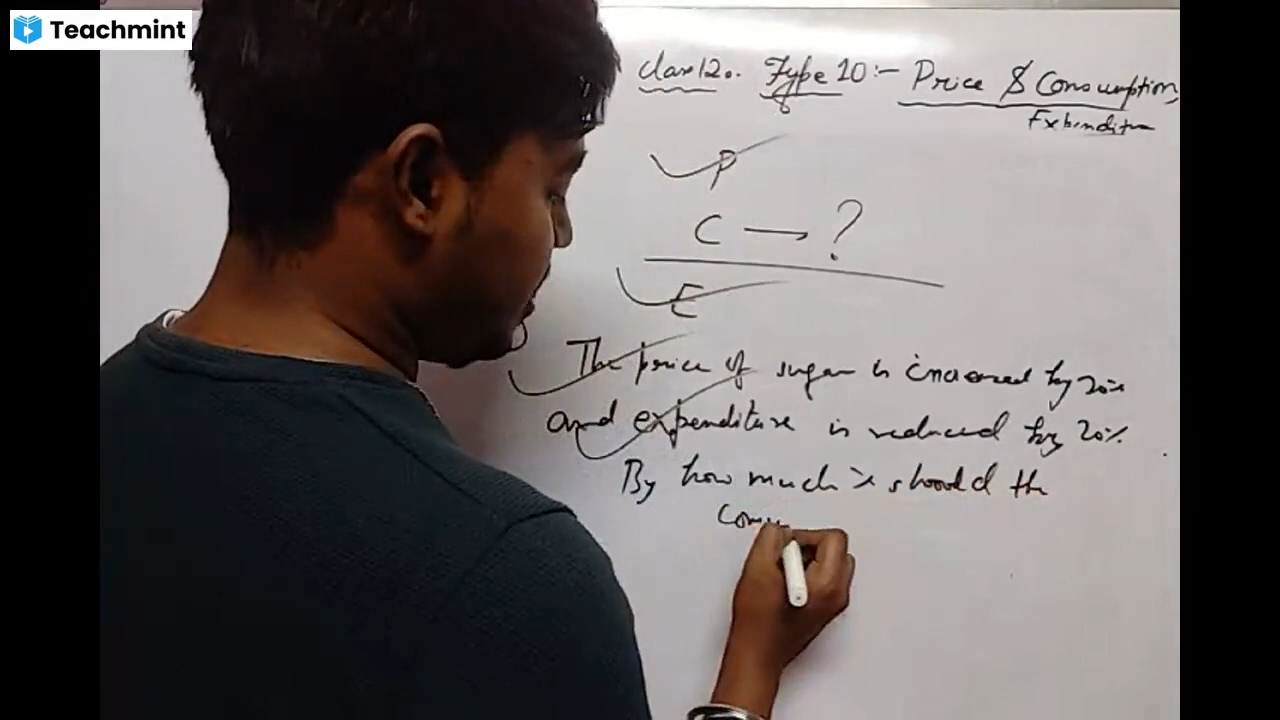 Teachmint
Class 12. Type 10:- Price & Consumption,
Expenditure
P
C → ?
E
The price of sugar is increased by 20%
and expenditure is reduced by 20%.
By how much % should the